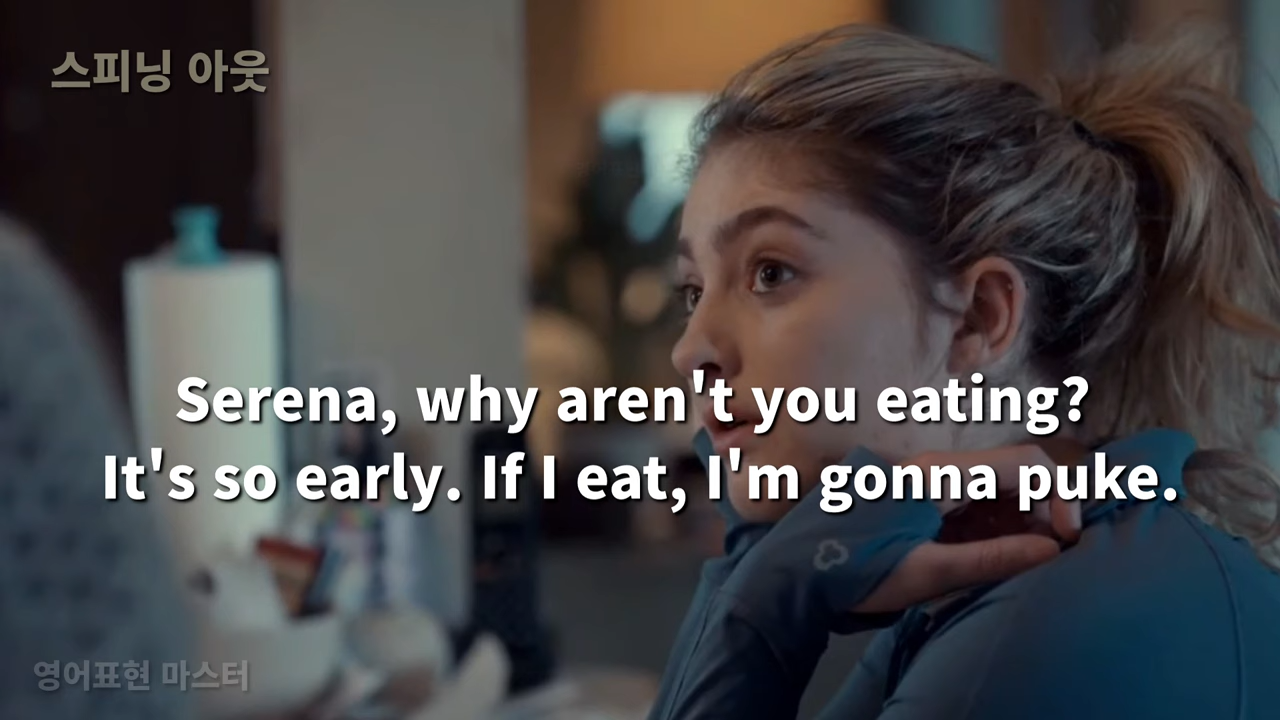 스피닝 아웃
Serena, why aren't you eating?
It's so early. If I eat, I'm gonna puke.
영어표현 마스터